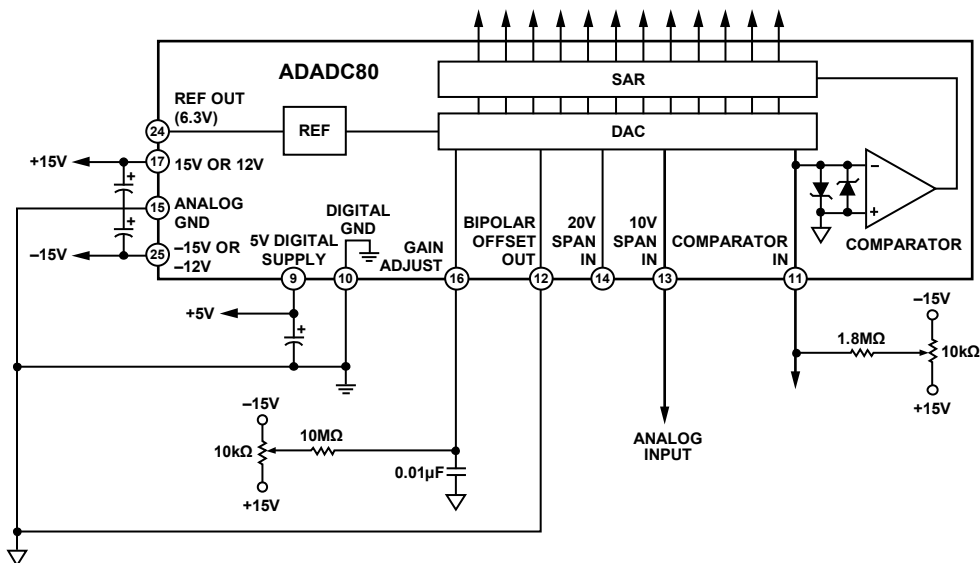 ADADC80
SAR
REF OUT
(6.3V)
24
REF
DAC
+15V
17
15V OR 12V
15
ANALOG
GND
–15V
25
–15V OR
–12V
+
+
DIGITAL
GND
5V DIGITAL
SUPPLY
GAIN
ADJUST
BIPOLAR
OFFSET
OUT
20V
SPAN
IN
10V
SPAN
IN
COMPARATOR
IN
–
+
COMPARATOR
9
10
16
12
14
13
11
+5V
+
–15V
1.8MΩ
10kΩ
+15V
–15V
10MΩ
10kΩ
+15V
0.01µF
ANALOG
INPUT